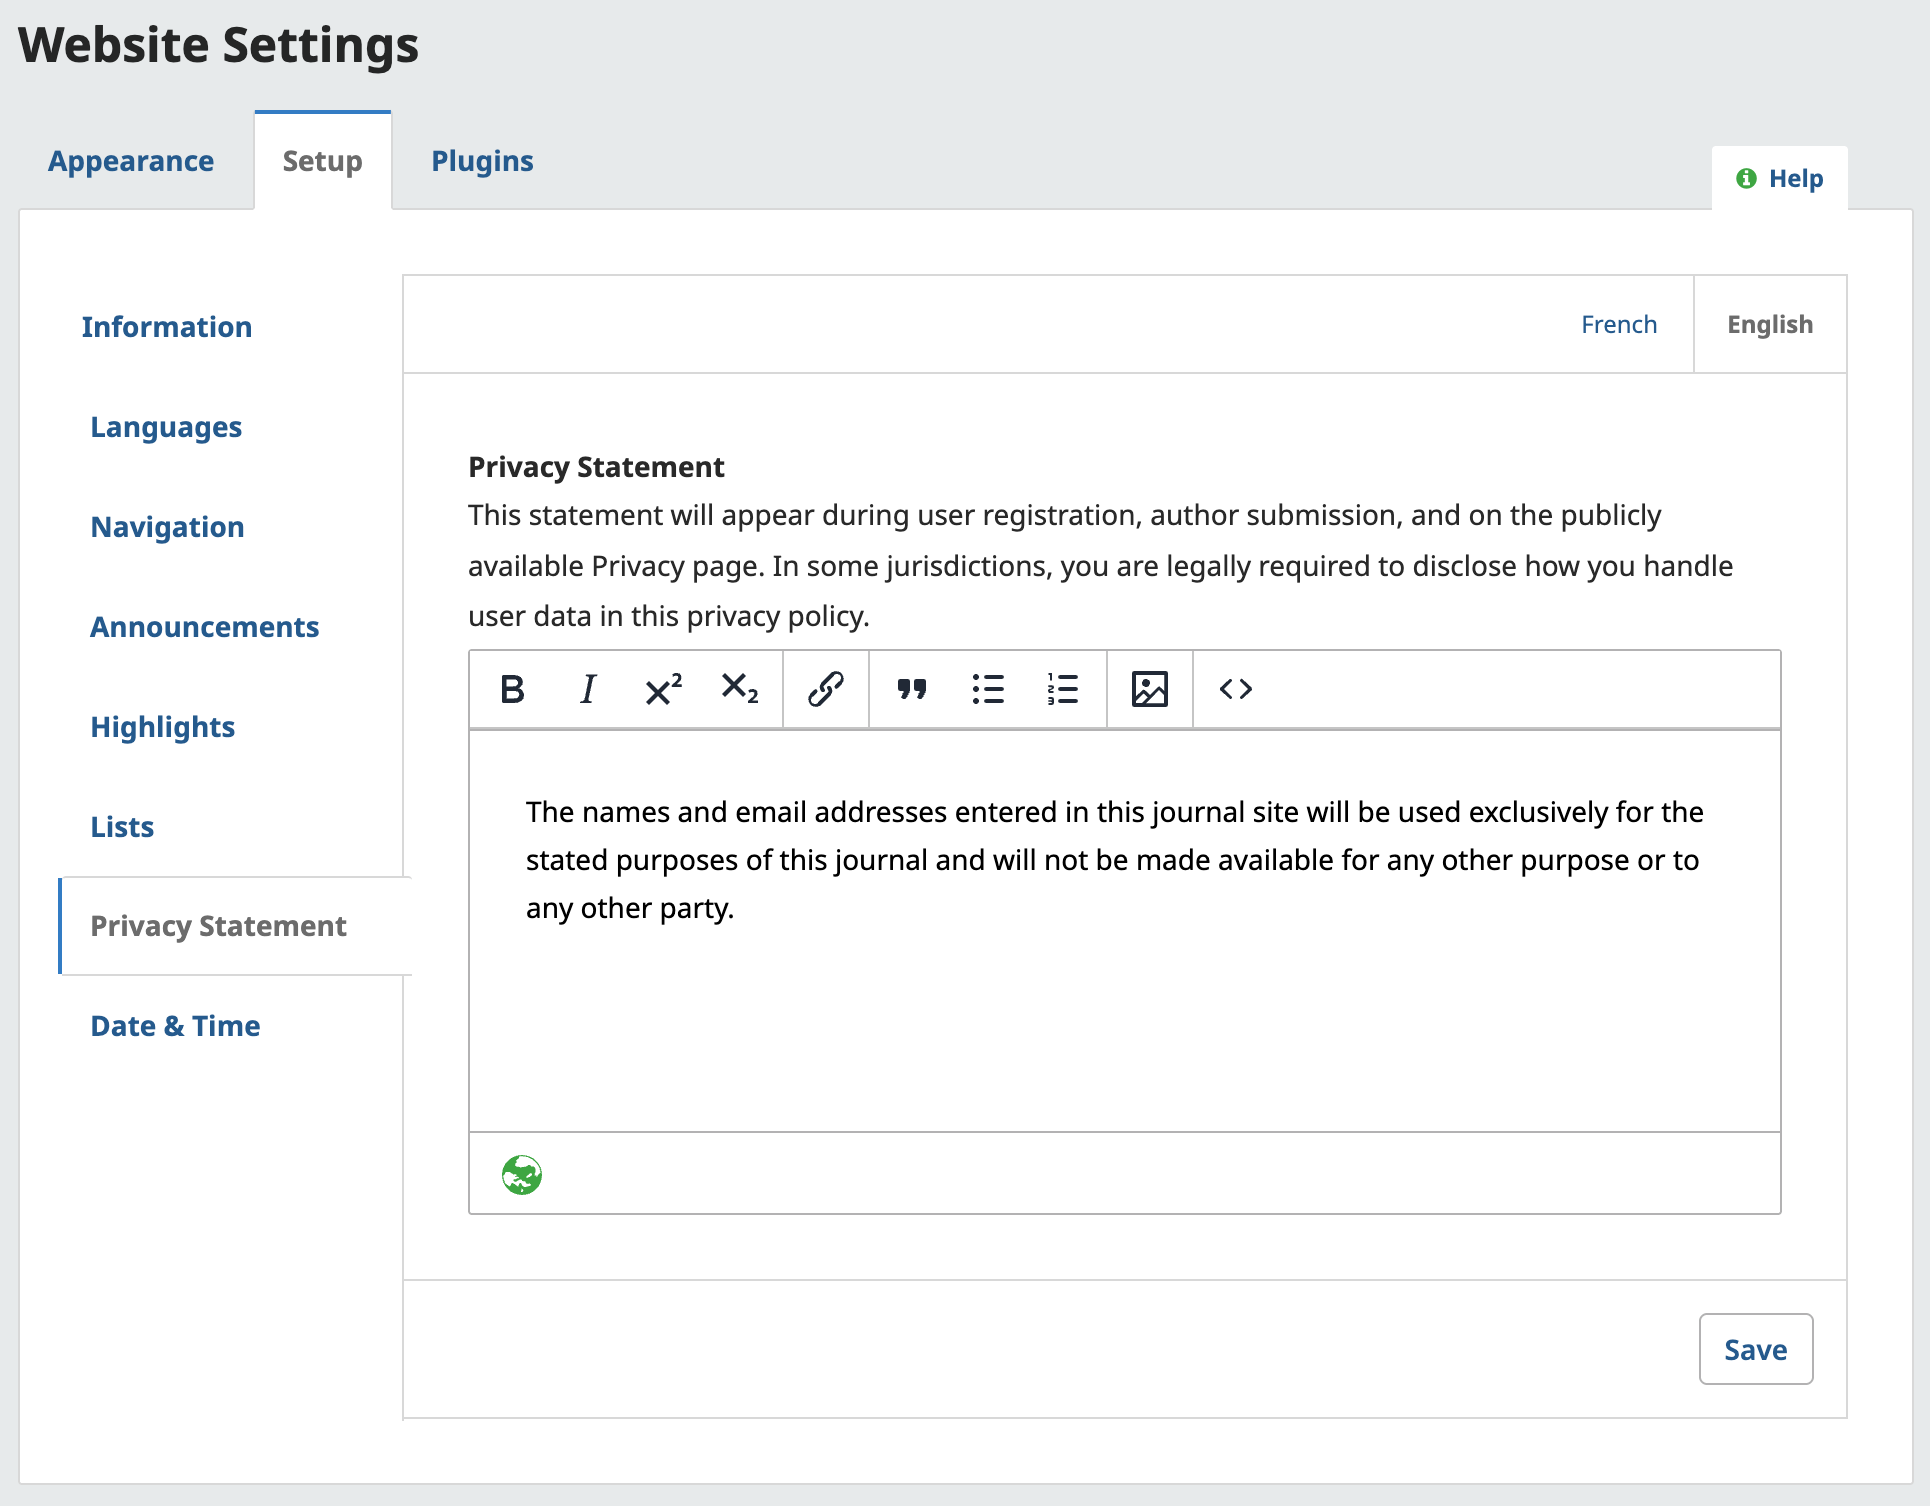 Website Settings
Appearance
Setup
Plugins
Help
Information
Languages
Navigation
Announcements
Highlights
Lists
Privacy Statement
Date & Time
French
English
Privacy Statement
This statement will appear during user registration, author submission, and on the publicly
available Privacy page. In some jurisdictions, you are legally required to disclose how you handle
user data in this privacy policy.
The names and email addresses entered in this journal site will be used exclusively for the
stated purposes of this journal and will not be made available for any other purpose or to
any other party.
Save